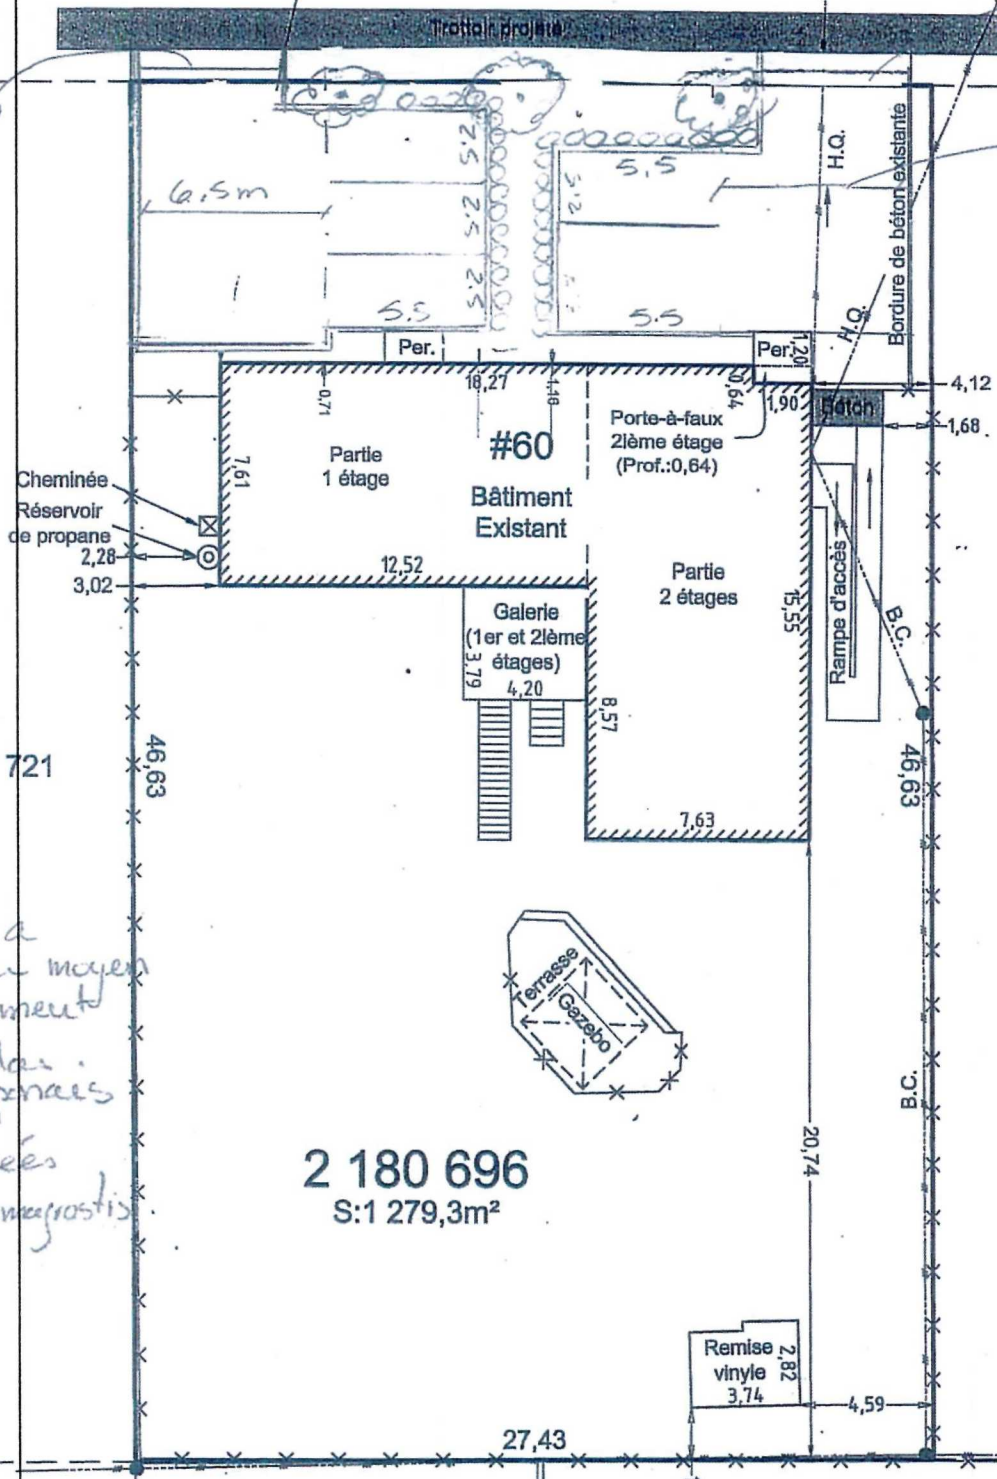 Trottoir projeté
6.5m
2.5
2.5
2.5
5.5
5.5
5.5
H.Q.
H.Q.
Bordure de béton existante
Per.
Per.
1,20
18,27
1,18
0,71
0,64
1,90
Béton
4,12
1,68
#60
Porte-à-faux
2ième étage
(Prof.:0,64)
Partie
1 étage
7,61
Bâtiment
Existant
Cheminée
Réservoir
de propane
2,28
3,02
12,52
Partie
2 étages
15,55
Rampe d'accès
B.C.
Galerie
(1er et 2ième
étages)
3,79
4,20
8,57
721
46,63
46,63
7,63
a
moyen
Terrasse
Gazebo
B.C.
20,74
2 180 696
S:1 279,3m²
Remise
vinyle
2,82
3,74
4,59
27,43